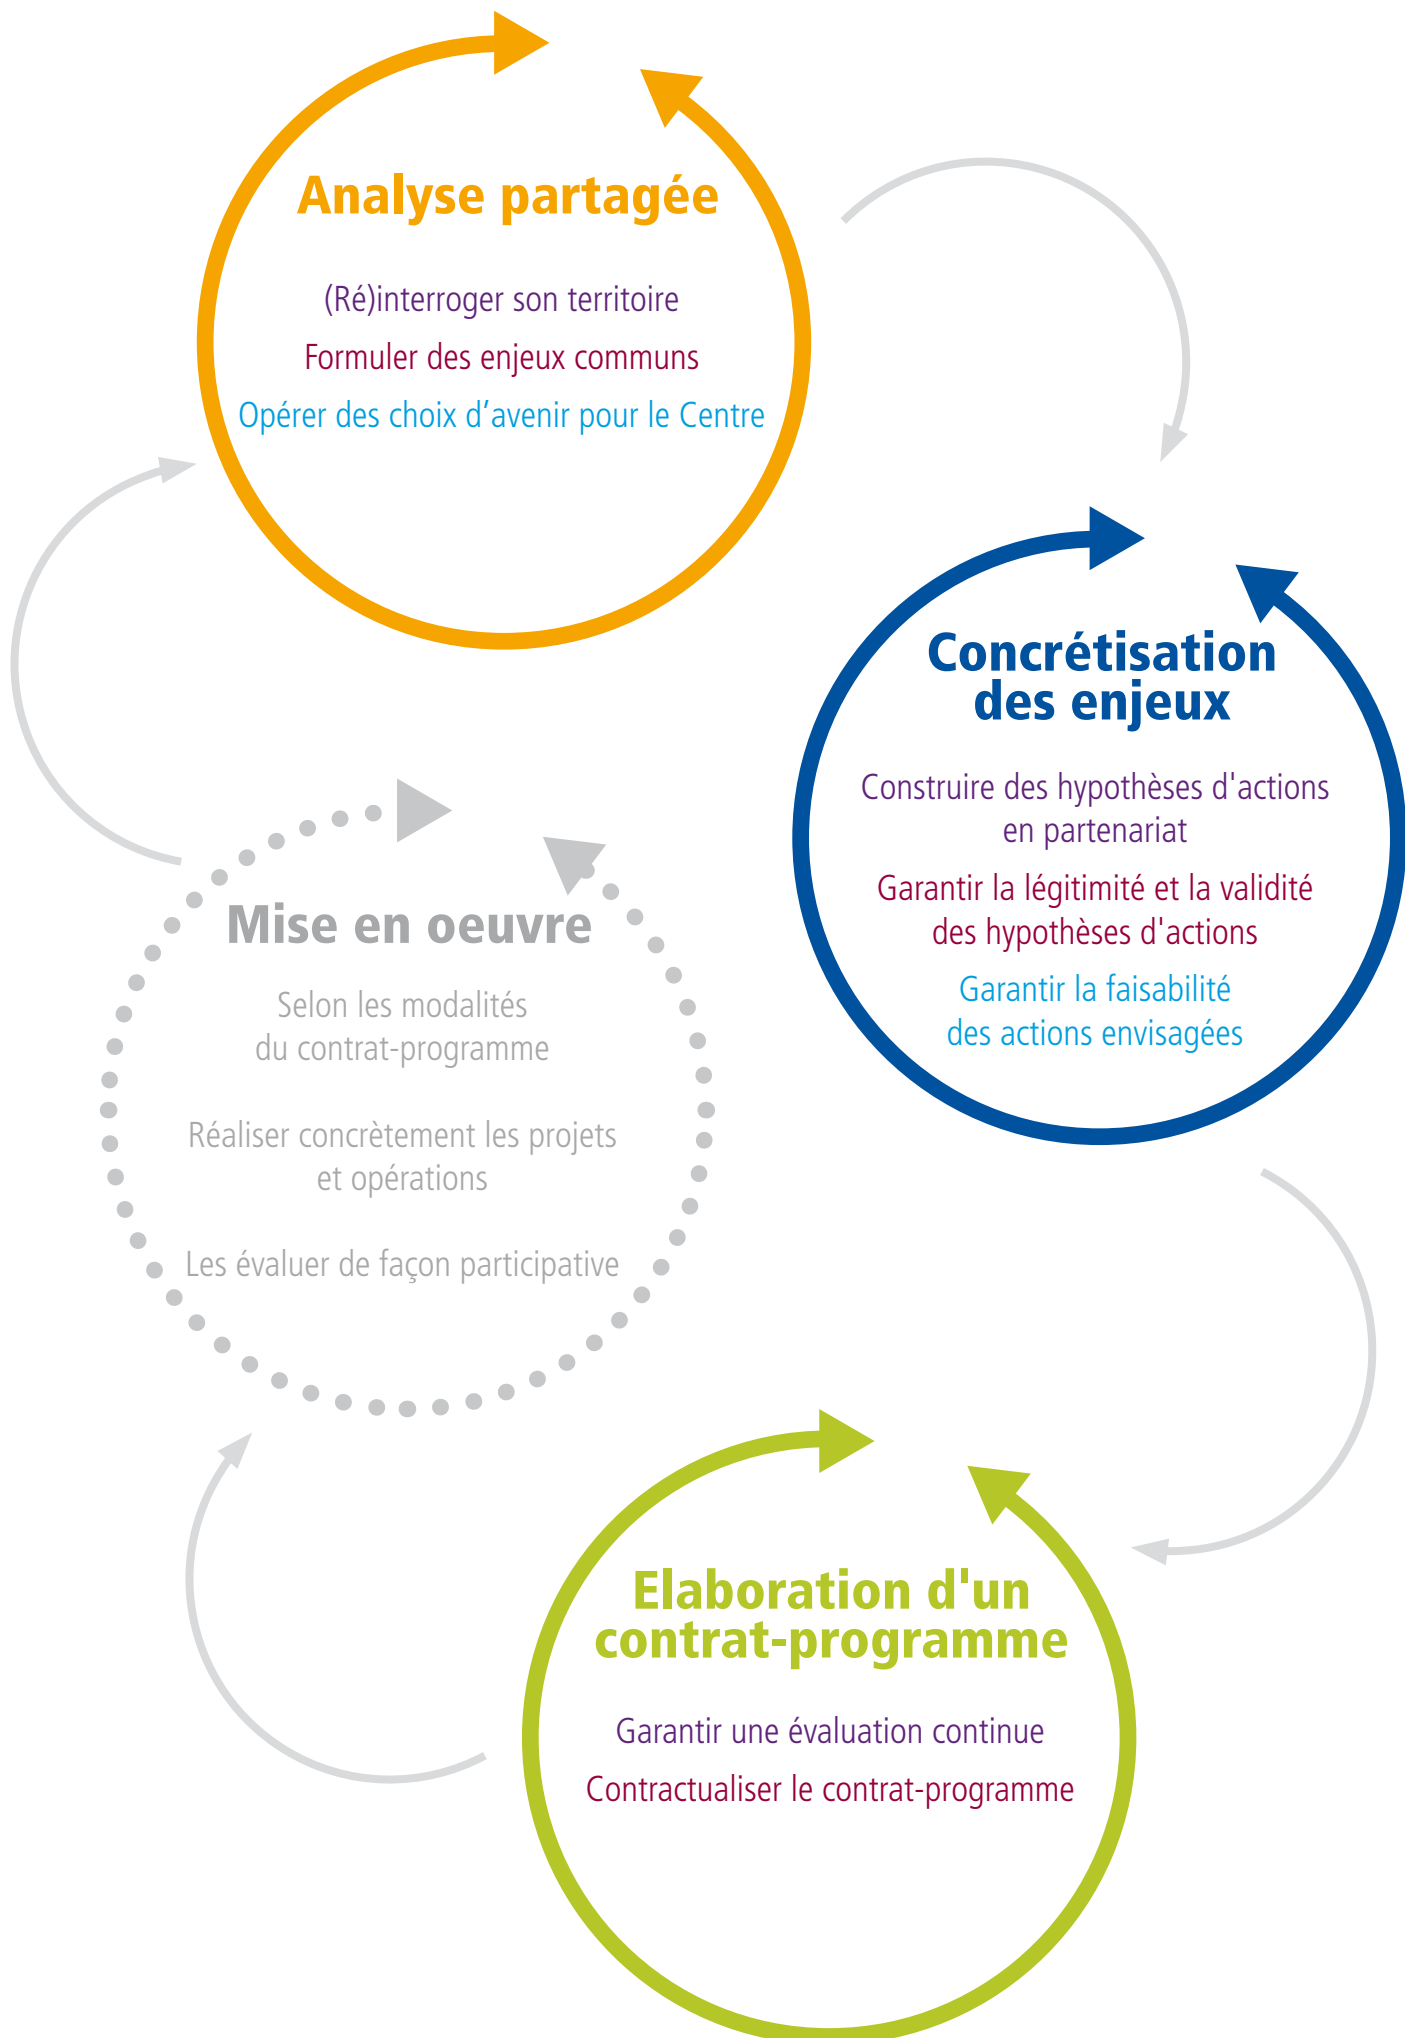 Analyse partagée
(Ré)interroger son territoire
Formuler des enjeux communs
Opérer des choix d’avenir pour le Centre
Concrétisation
des enjeux
Construire des hypothèses d'actions
en partenariat
Garantir la légitimité et la validité
des hypothèses d'actions
Garantir la faisabilité
des actions envisagées
Mise en oeuvre
Selon les modalités
du contrat-programme
Réaliser concrètement les projets
et opérations
Les évaluer de façon participative
Elaboration d'un
contrat-programme
Garantir une évaluation continue
Contractualiser le contrat-programme